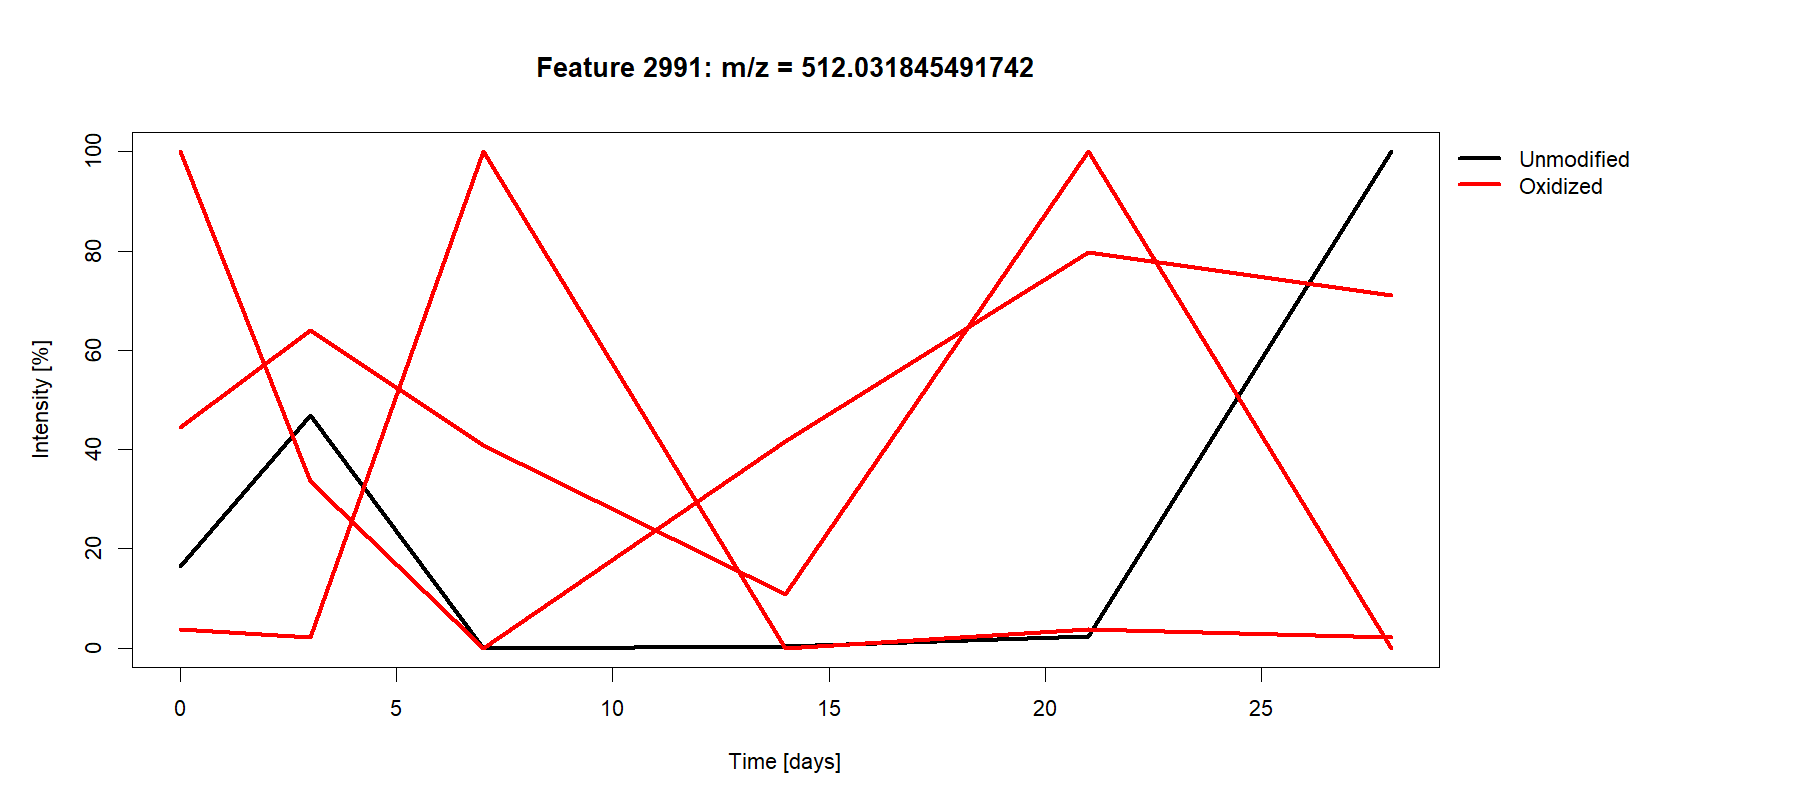 Feature 2991: m/z = 512.031845491742
Unmodified
Oxidized
Intensity [%]
100
80
60
40
20
0
0 5 10 15 20 25
Time [days]